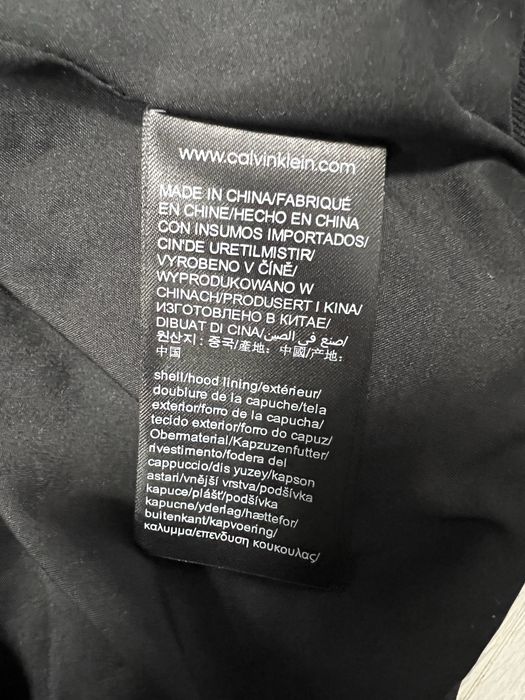 www.calvinklein.com
MADE IN CHINA/FABRIQUÉ
EN CHINE/HECHO EN CHINA
CON INSUMOS IMPORTADOS/
CIN'DE URETILMISTIR/
VYROBENO V ČÍNĚ/
WYPRODUKOWANO W
CHINACH/PRODUSERT I KINA/
ИЗГОТОВЛЕНО В КИТАЕ/
DIBUAT DI CINA/صنع في الصين/
원산지 : 중국/產地：中國/产地：
中国
shell/hood lining/extérieur/
doublure de la capuche/tela
exterior/forro de la capucha/
tecido exterior/forro do capuz/
Obermaterial/Kapzuzenfutter/
rivestimento/fodera del
cappuccio/dis yuzey/kapson
astari/vnější vrstva/podšívka
kapuce/plášť/podšívka
kapucne/yderlag/hættefor/
buitenkant/kapvoering/
καλυμμα/επενδυση κουκουλας/